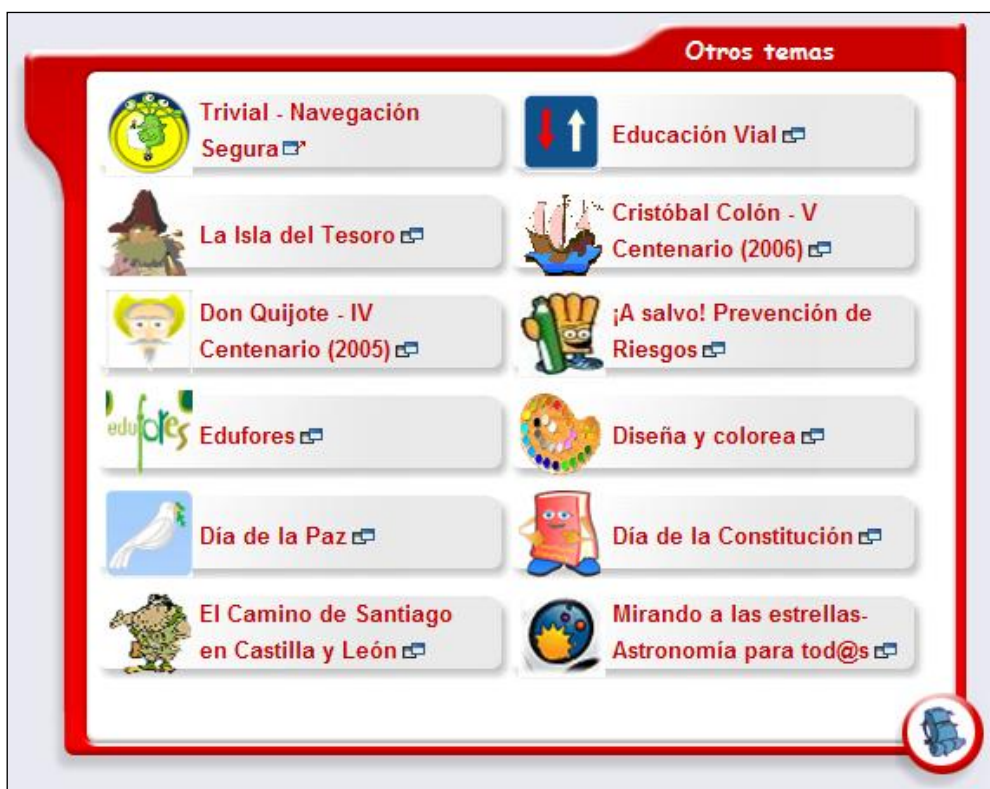 Otros temas
Trivial - Navegación
Segura
Educación Vial
La Isla del Tesoro
Cristóbal Colón - V
Centenario (2006)
Don Quijote - IV
Centenario (2005)
¡A salvo! Prevención de
Riesgos
edufores
Edufores
Diseña y colorea
Día de la Paz
Día de la Constitución
El Camino de Santiago
en Castilla y León
Mirando a las estrellas-
Astronomía para tod@s